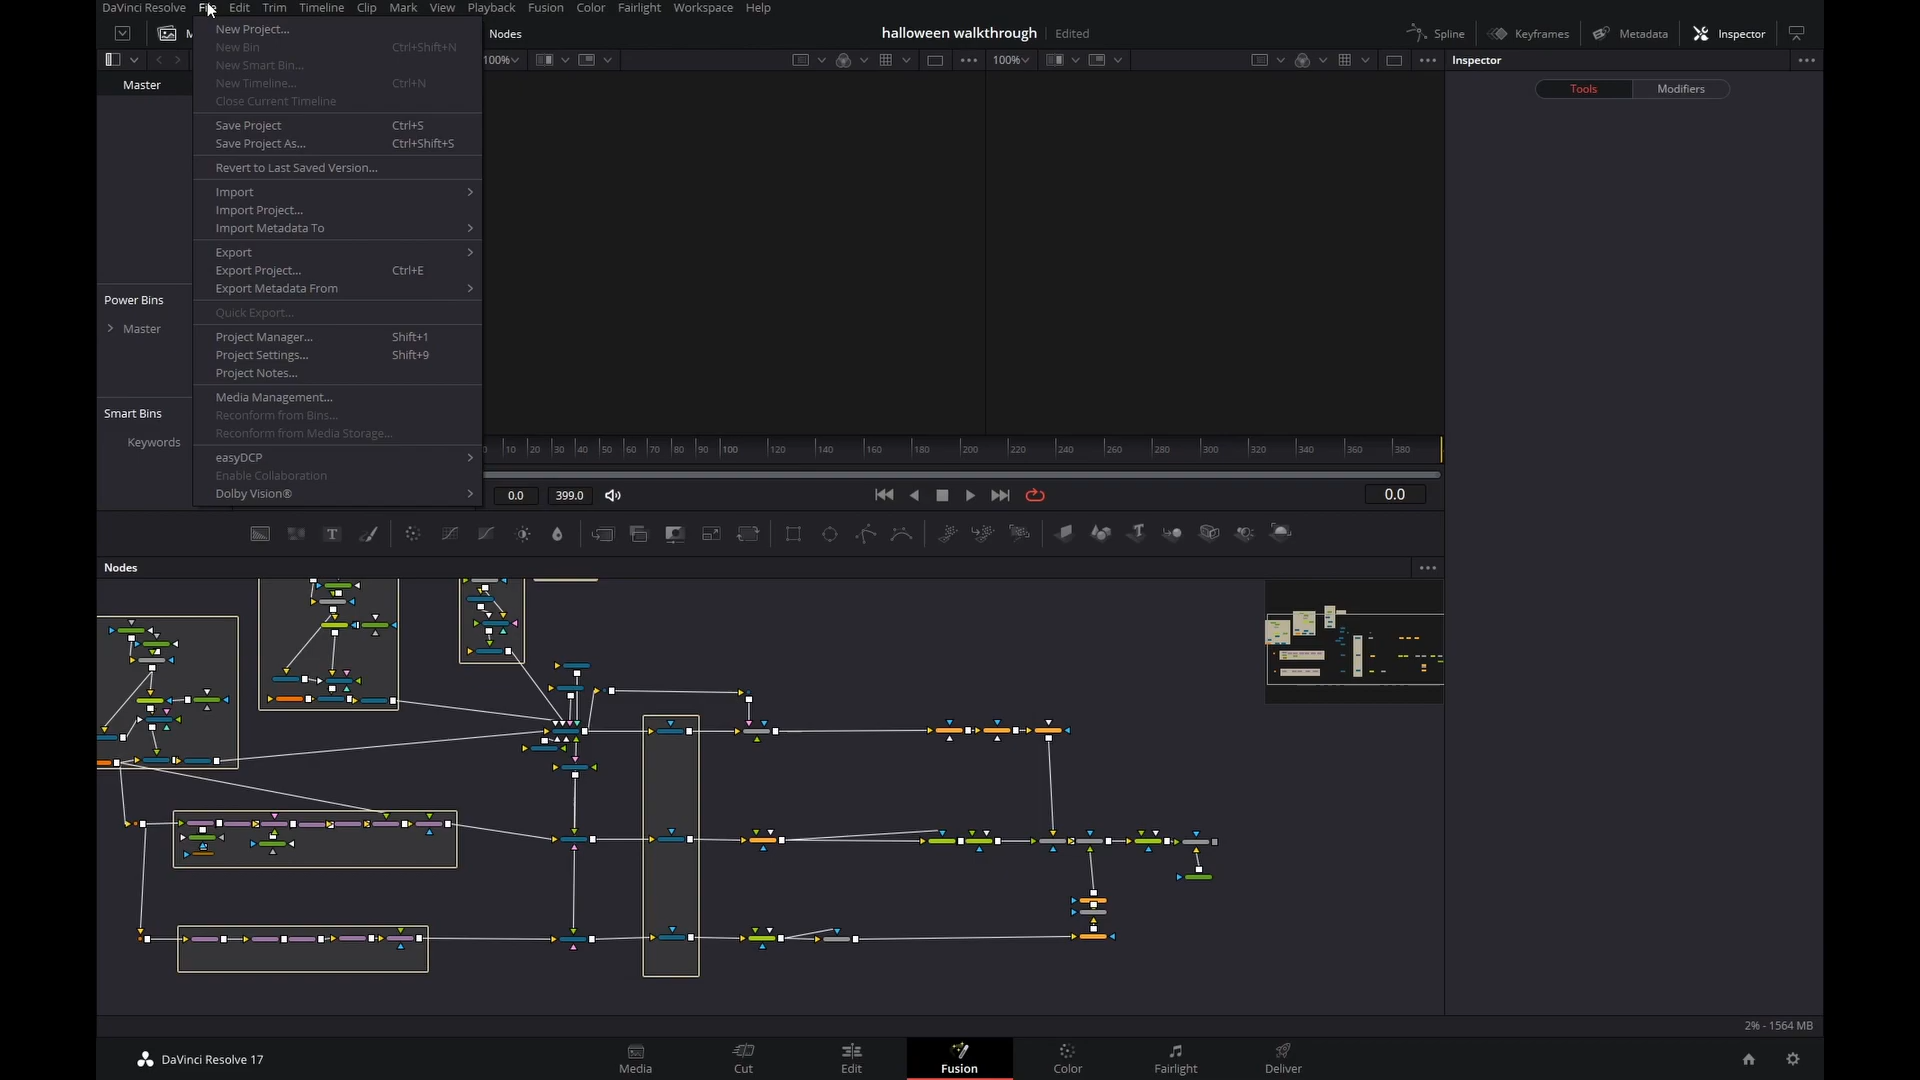 DaVinci Resolve File Edit Trim Timeline Clip Mark View Playback Fusion Color Fairlight Workspace Help
Nodes
halloween walkthrough Edited
Spline Keyframes Metadata Inspector
100% 100% Inspector
Master
Tools Modifiers
Power Bins
Master
Smart Bins
Keywords
New Project...
New Bin Ctrl+Shift+N
New Smart Bin...
New Timeline... Ctrl+N
Close Current Timeline
Save Project Ctrl+S
Save Project As... Ctrl+Shift+S
Revert to Last Saved Version...
Import
Import Project...
Import Metadata To
Export
Export Project... Ctrl+E
Export Metadata From
Quick Export...
Project Manager... Shift+1
Project Settings... Shift+9
Project Notes...
Media Management...
Reconform from Bins...
Reconform from Media Storage...
easyDCP
Enable Collaboration
Dolby Vision®
10 20 30 40 50 60 70 80 90 100 120 140 160 180 200 220 240 260 280 300 320 340 360 380
0.0 399.0 0.0
T
Nodes
2% - 1564 MB
DaVinci Resolve 17
Media Cut Edit Fusion Color Fairlight Deliver